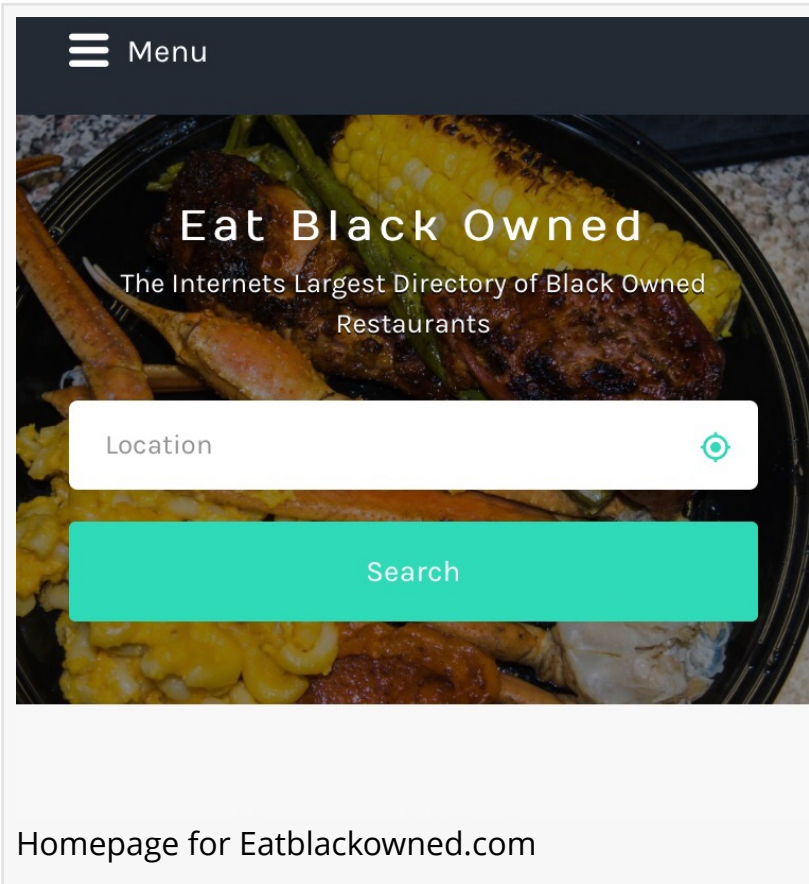 Menu
Eat Black Owned
The Internets Largest Directory of Black Owned
Restaurants
Location
Search
Homepage for Eatblackowned.com